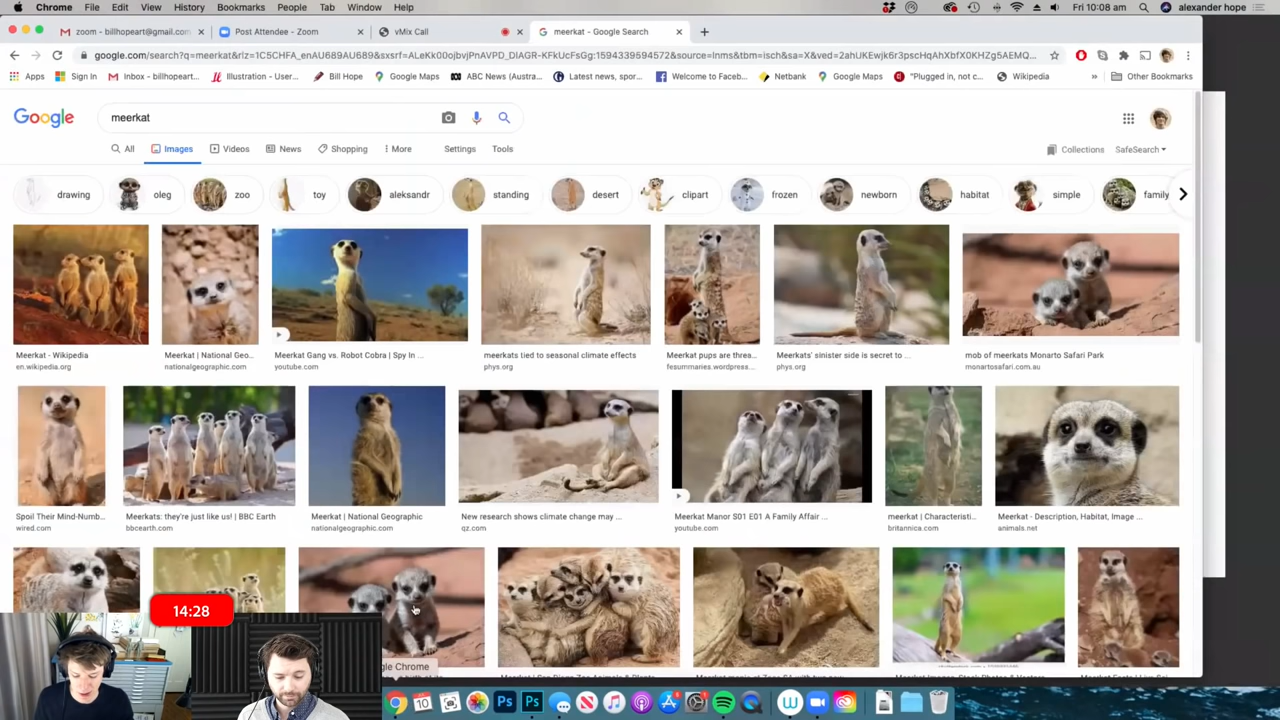 Chrome File Edit View History Bookmarks People Tab Window Help Fri 10:08 am alexander hope
zoom - billhopeart@gmail.com Post Attendee - Zoom vMix Call meerkat - Google Search
google.com/search?q=meerkat&rlz=1C5CHFA_enAU689AU689&
Apps Sign In Inbox - billhopeart... Illustration - User... Bill Hope Google Maps ABC News (Austra... Latest news, spor... Welcome to Faceb... Netbank Google Maps "Plugged in, not c... Wikipedia » Other Bookmarks
Google meerkat
All Images Videos News Shopping More Settings Tools Collections SafeSearch
drawing oleg zoo toy aleksandr standing desert clipart frozen newborn habitat simple family
Meerkat - Wikipedia Meerkat | National Geo... Meerkat Gang vs. Robot Cobra | Spy In ... meerkats tied to seasonal climate effects Meerkat pups are threa... Meerkats' sinister side is secret to ... mob of meerkats Monarto Safari Park
en.wikipedia.org nationalgeographic.com youtube.com phys.org fesummaries.wordpress... phys.org monartosafari.com.au
Spoil Their Mind-Numb... Meerkats: they're just like us! | BBC Earth Meerkat | National Geographic New research shows climate change may ... Meerkat Manor S01 E01 A Family Affair ... meerkat | Characteristi... Meerkat - Description, Habitat, Image ...
wired.com bbcearth.com nationalgeographic.com qz.com youtube.com britannica.com animals.net
14:28
gle Chrome